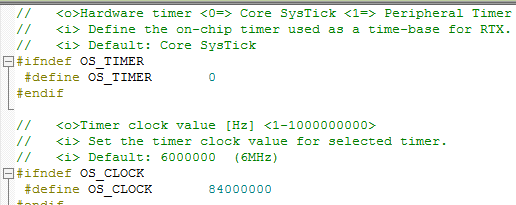 //   <o>Hardware timer <0=> Core SysTick <1=> Peripheral Timer
//   <i> Define the on-chip timer used as a time-base for RTX.
//   <i> Default: Core SysTick
#ifndef OS_TIMER
#define OS_TIMER       0
#endif
//   <o>Timer clock value [Hz] <1-1000000000>
//   <i> Set the timer clock value for selected timer.
//   <i> Default: 6000000  (6MHz)
#ifndef OS_CLOCK
#define OS_CLOCK       84000000
#endif